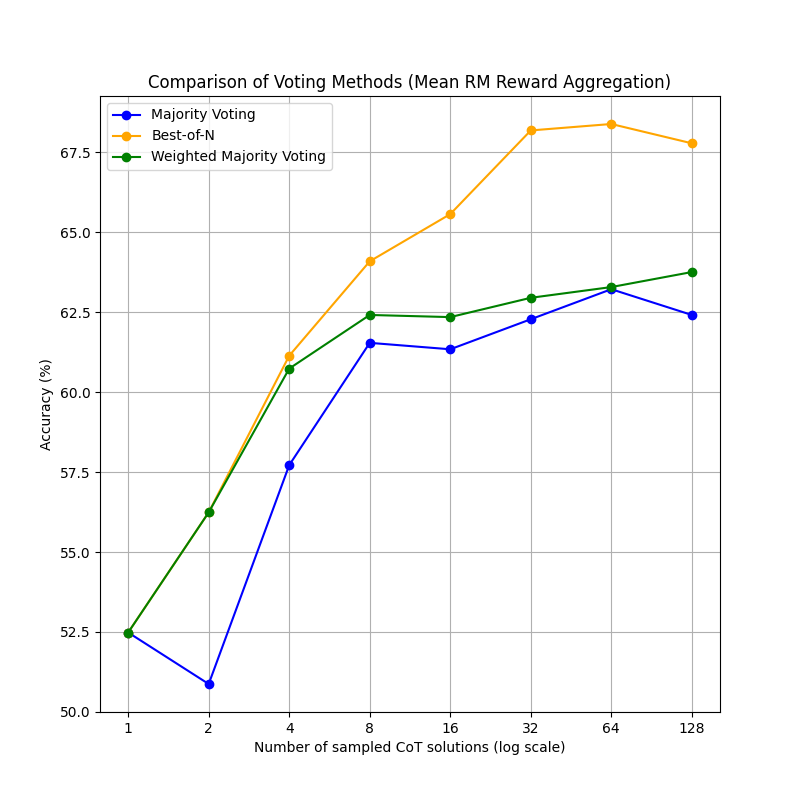 Comparison of Voting Methods (Mean RM Reward Aggregation)
Majority Voting
Best-of-N
Weighted Majority Voting
67.5
65.0
62.5
60.0
57.5
55.0
52.5
50.0
Accuracy (%)
1 2 4 8 16 32 64 128
Number of sampled CoT solutions (log scale)